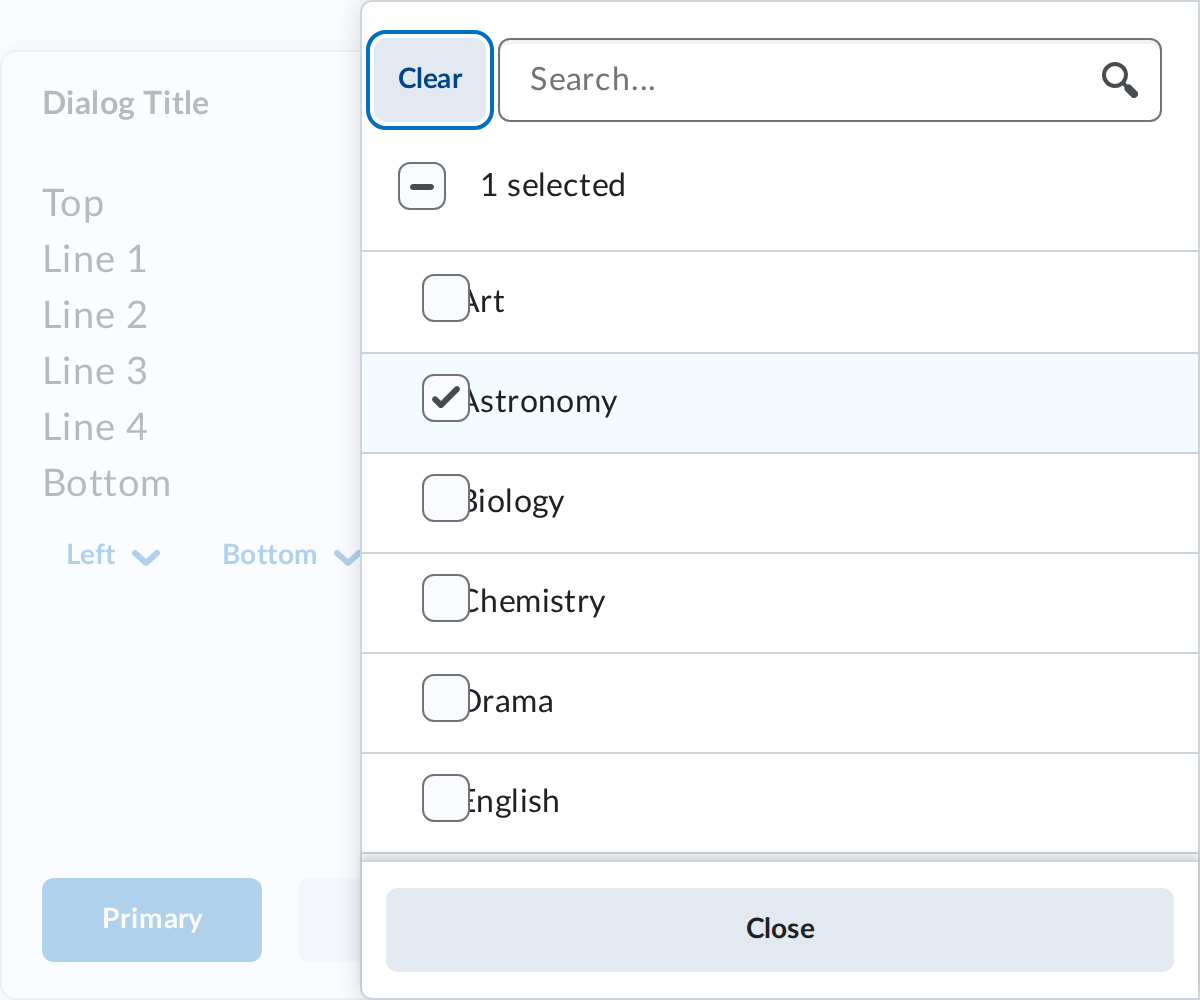 Dialog Title
Top
Line 1
Line 2
Line 3
Line 4
Bottom
Left
Bottom
Primary
Clear
Search...
1 selected
Art
Astronomy
Biology
Chemistry
Drama
English
Close